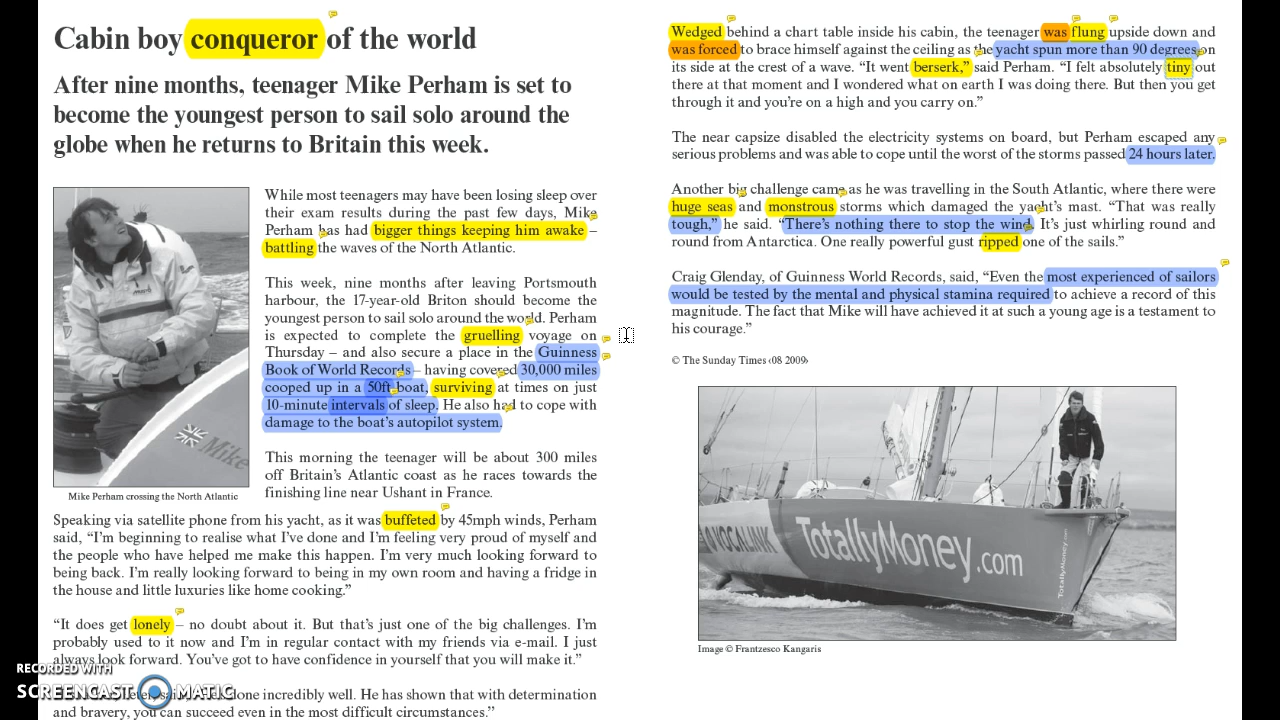 Cabin boy conqueror of the world
After nine months, teenager Mike Perham is set to
become the youngest person to sail solo around the
globe when he returns to Britain this week.
While most teenagers may have been losing sleep over
their exam results during the past few days, Mike
Perham has had bigger things keeping him awake –
battling the waves of the North Atlantic.
This week, nine months after leaving Portsmouth
harbour, the 17-year-old Briton should become the
youngest person to sail solo around the world. Perham
is expected to complete the gruelling voyage on
Thursday – and also secure a place in the Guinness
Book of World Records – having covered 30,000 miles
cooped up in a 50ft boat, surviving at times on just
10-minute intervals of sleep. He also had to cope with
damage to the boat's autopilot system.
This morning the teenager will be about 300 miles
off Britain's Atlantic coast as he races towards the
finishing line near Ushant in France.
Mike
Mike Perham crossing the North Atlantic
Speaking via satellite phone from his yacht, as it was buffeted by 45mph winds, Perham
said, “I'm beginning to realise what I've done and I'm feeling very proud of myself and
the people who have helped me make this happen. I'm very much looking forward to
being back. I'm really looking forward to being in my own room and having a fridge in
the house and little luxuries like home cooking.”
“It does get lonely – no doubt about it. But that's just one of the big challenges. I'm
probably used to it now and I'm in regular contact with my friends via e-mail. I just
always look forward. You've got to have confidence in yourself that you will make it.”
done incredibly well. He has shown that with determination
and bravery, you can succeed even in the most difficult circumstances.”
RECORDED WITH
SCREENCAST MATIC
Wedged behind a chart table inside his cabin, the teenager was flung upside down and
was forced to brace himself against the ceiling as the yacht spun more than 90 degrees on
its side at the crest of a wave. “It went berserk,” said Perham. “I felt absolutely tiny out
there at that moment and I wondered what on earth I was doing there. But then you get
through it and you're on a high and you carry on.”
The near capsize disabled the electricity systems on board, but Perham escaped any
serious problems and was able to cope until the worst of the storms passed 24 hours later.
Another big challenge came as he was travelling in the South Atlantic, where there were
huge seas and monstrous storms which damaged the yacht's mast. “That was really
tough,” he said. “There's nothing there to stop the wind. It's just whirling round and
round from Antarctica. One really powerful gust ripped one of the sails.”
Craig Glenday, of Guinness World Records, said, “Even the most experienced of sailors
would be tested by the mental and physical stamina required to achieve a record of this
magnitude. The fact that Mike will have achieved it at such a young age is a testament to
his courage.”
© The Sunday Times ‹08 2009›
VOCALINK
TotallyMoney.com
TotallyMoney.com
Image © Frantzesco Kangaris